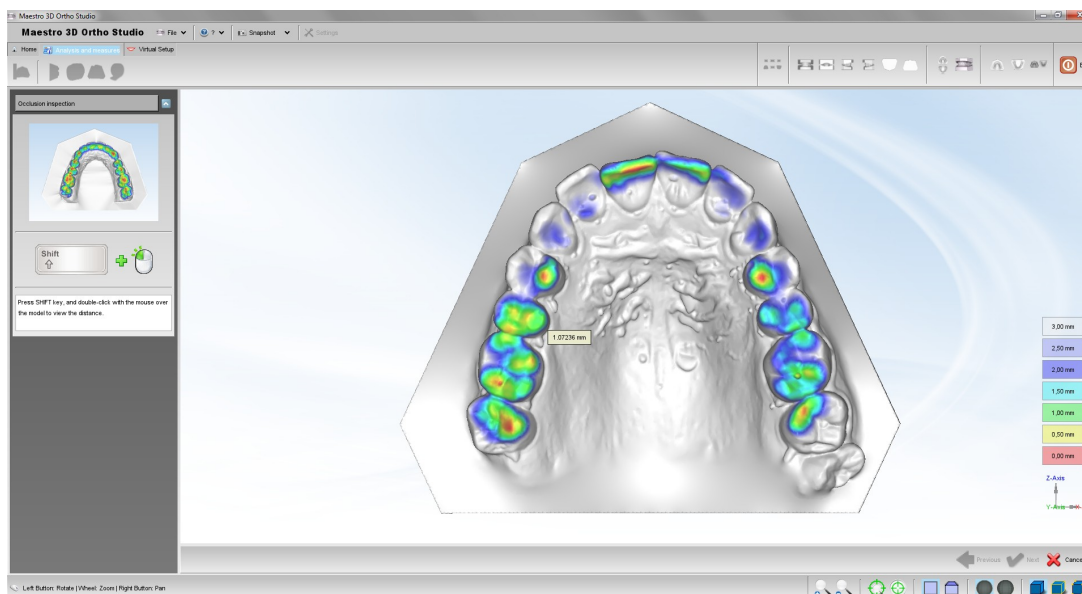 Maestro 3D Ortho Studio
Maestro 3D Ortho Studio File ? Snapshot Settings
Home Analysis and measures Virtual Setup
Occlusion inspection
Shift
Press SHIFT key, and double-click with the mouse over
the model to view the distance.
1,07236 mm
3,00 mm
2,50 mm
2,00 mm
1,50 mm
1,00 mm
0,50 mm
0,00 mm
Z-Axis
Y-Axis
Previous Next Cance
Left Button: Rotate | Wheel: Zoom | Right Button: Pan